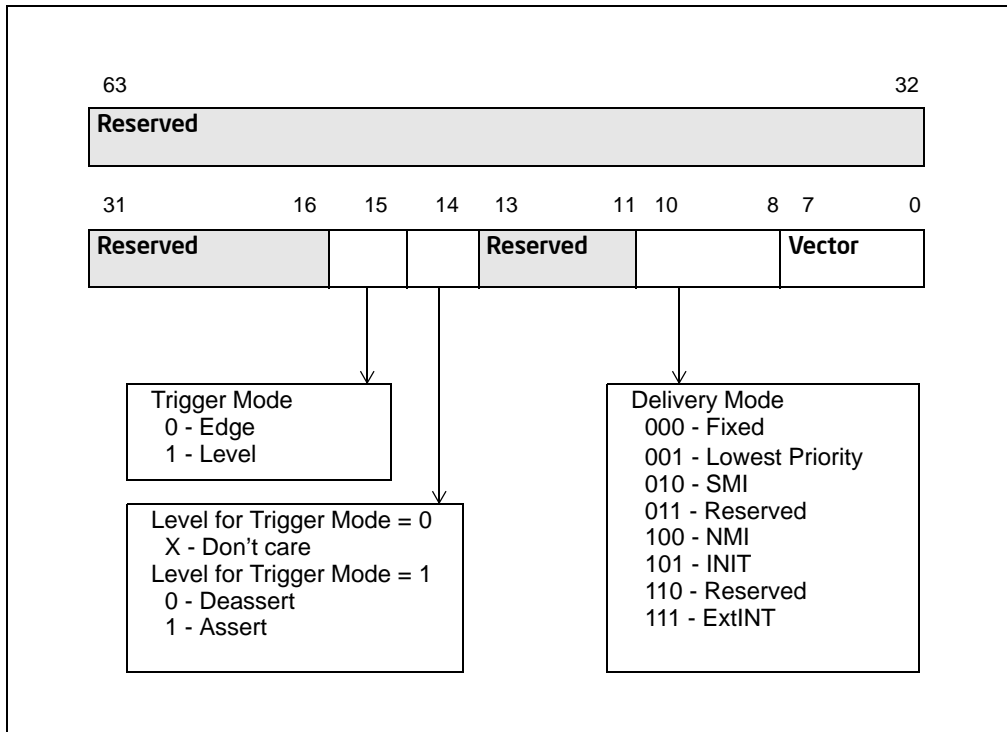 63 32
Reserved
31 16 15 14 13 11 10 8 7 0
Reserved Reserved Vector
Trigger Mode
0 - Edge
1 - Level
Level for Trigger Mode = 0
X - Don't care
Level for Trigger Mode = 1
0 - Deassert
1 - Assert
Delivery Mode
000 - Fixed
001 - Lowest Priority
010 - SMI
011 - Reserved
100 - NMI
101 - INIT
110 - Reserved
111 - ExtINT